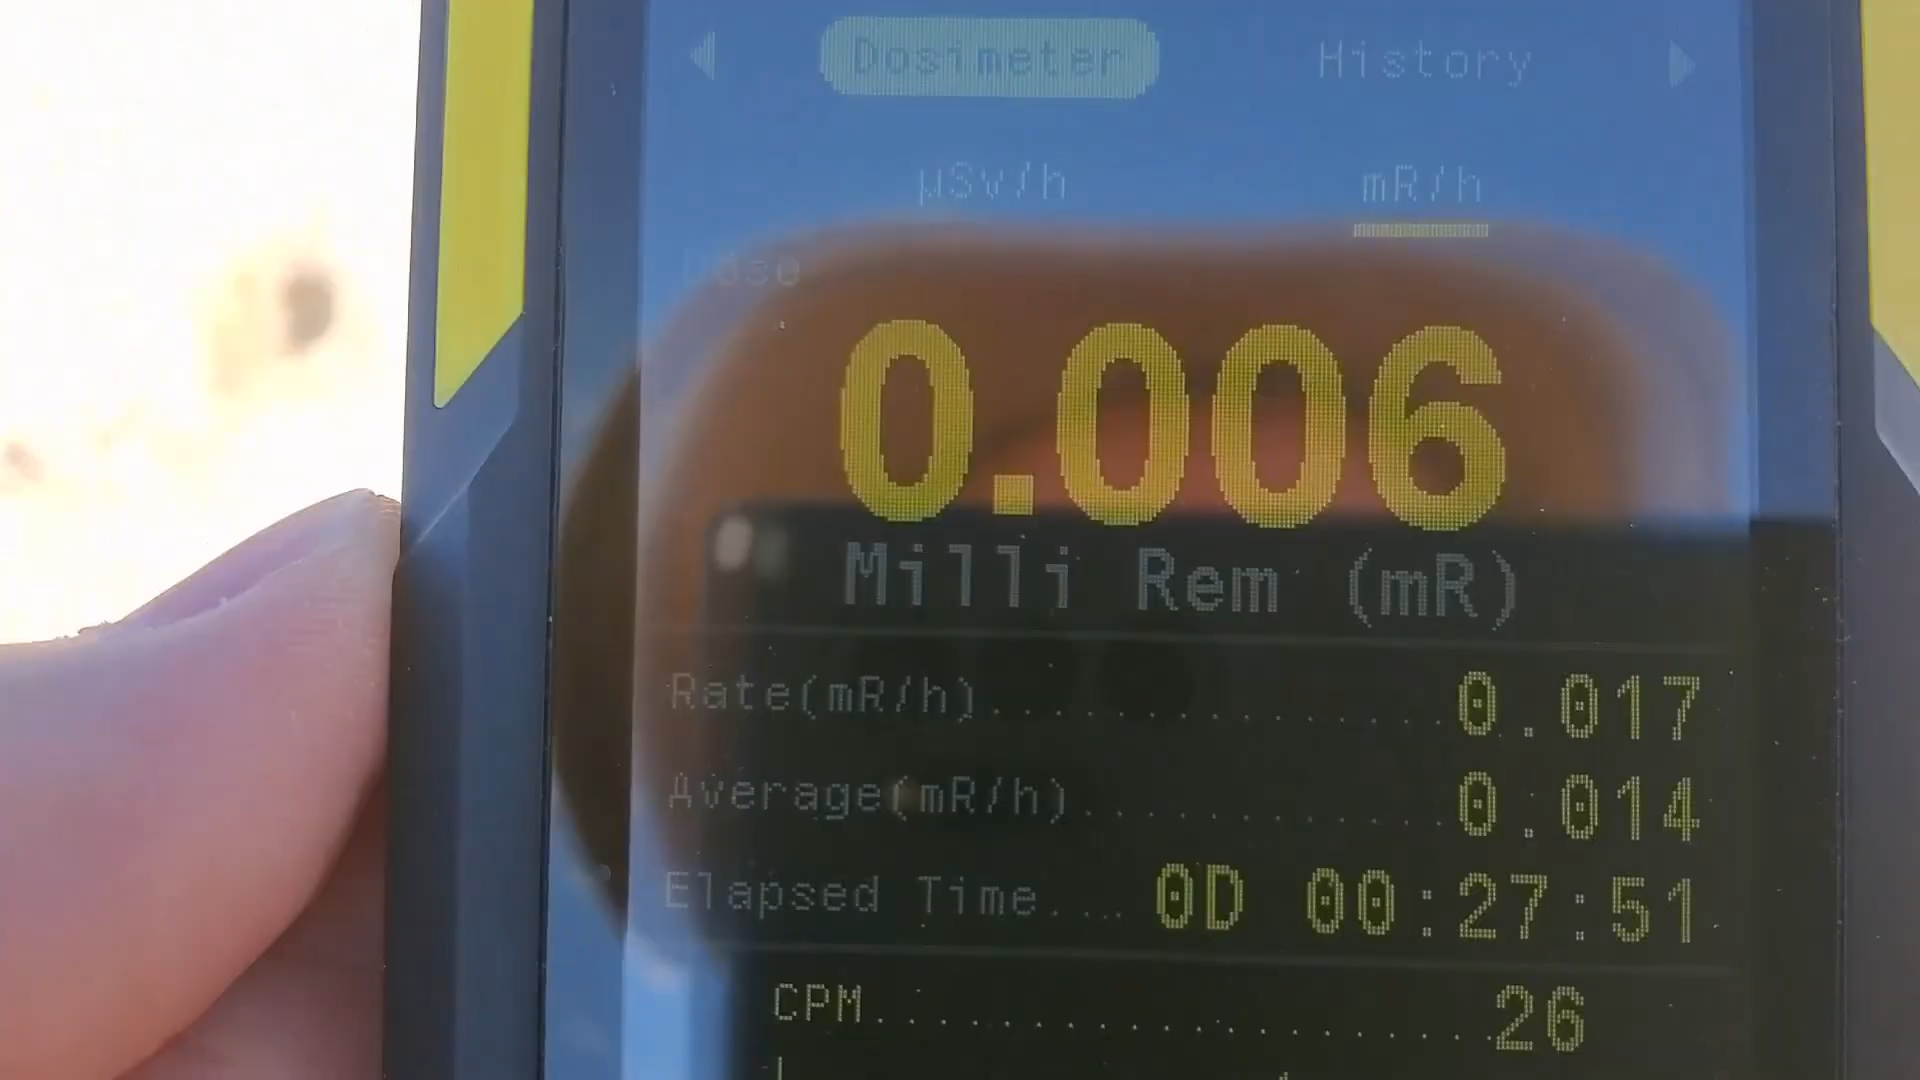 Dosimeter History
µSv/h mR/h
Dose
0.006
Milli Rem (mR)
Rate(mR/h)..................0.017
Average(mR/h)..............0.014
Elapsed Time... 0D 00:27:51
CPM......................26